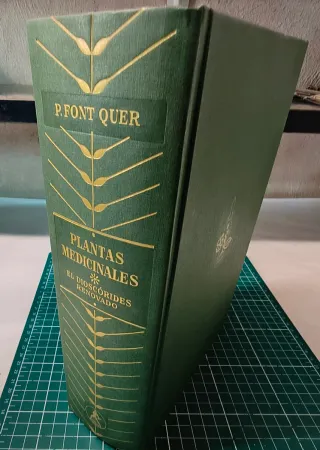 P. FONT QUER
PLANTAS
MEDICINALES
EL DIOSCÓRIDES
RENOVADO